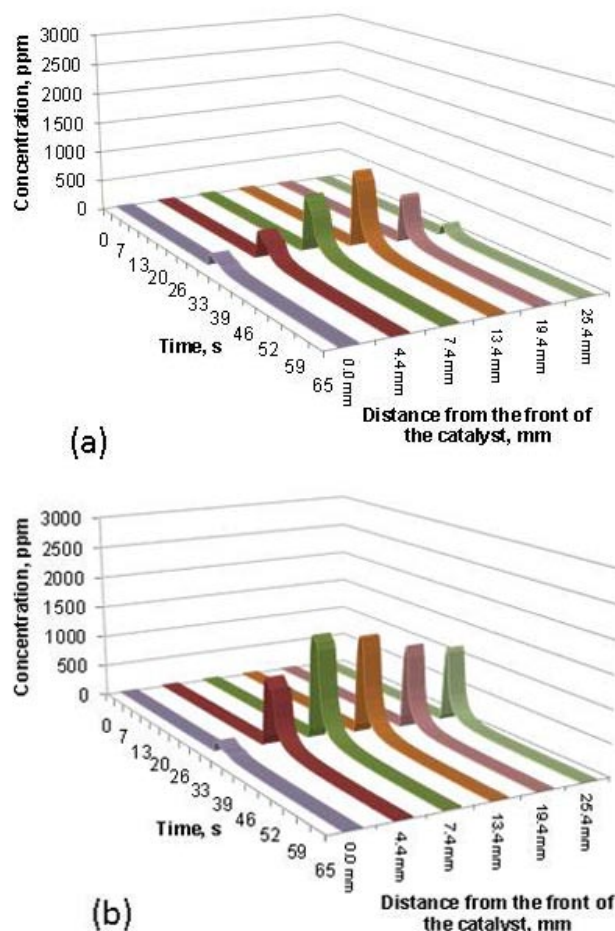 3000
2500
2000
1500
1000
500
0
Concentration, ppm
0
7
13
20
26
33
39
46
52
59
65
Time, s
0.0 mm
4.4 mm
7.4 mm
13.4 mm
19.4 mm
25.4 mm
Distance from the front of
the catalyst, mm
(a)
3000
2500
2000
1500
1000
500
0
Concentration, ppm
0
7
13
20
26
33
39
46
52
59
65
Time, s
0.0 mm
4.4 mm
7.4 mm
13.4 mm
19.4 mm
25.4 mm
Distance from the front of
the catalyst, mm
(b)